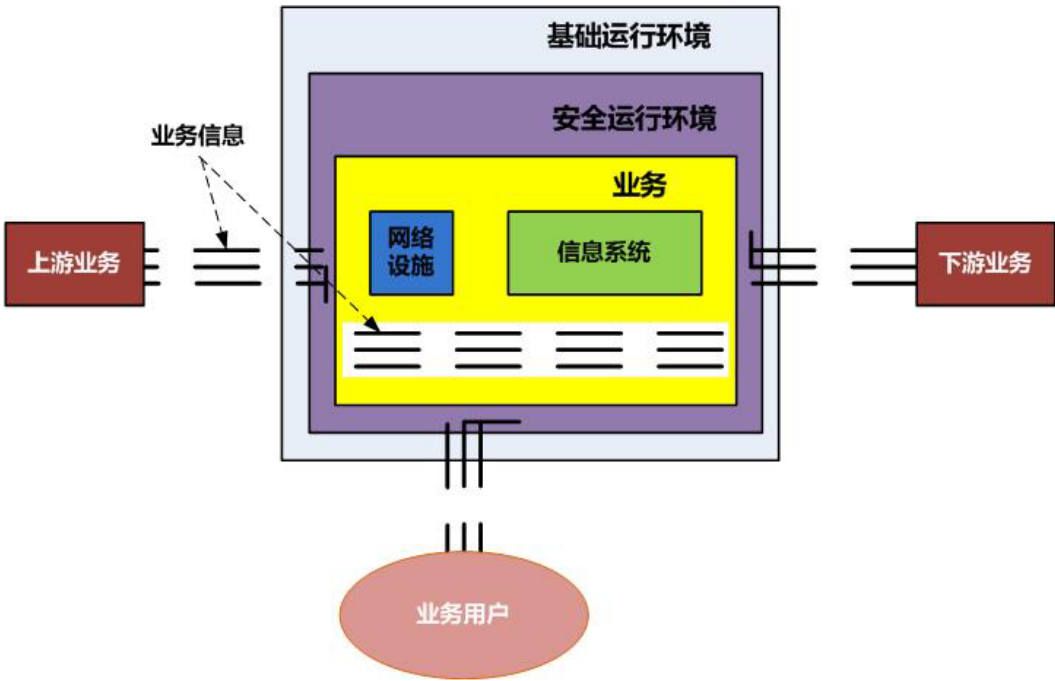 基础运行环境
安全运行环境
业务信息
业务
网络
设施
信息系统
上游业务
下游业务
业务用户